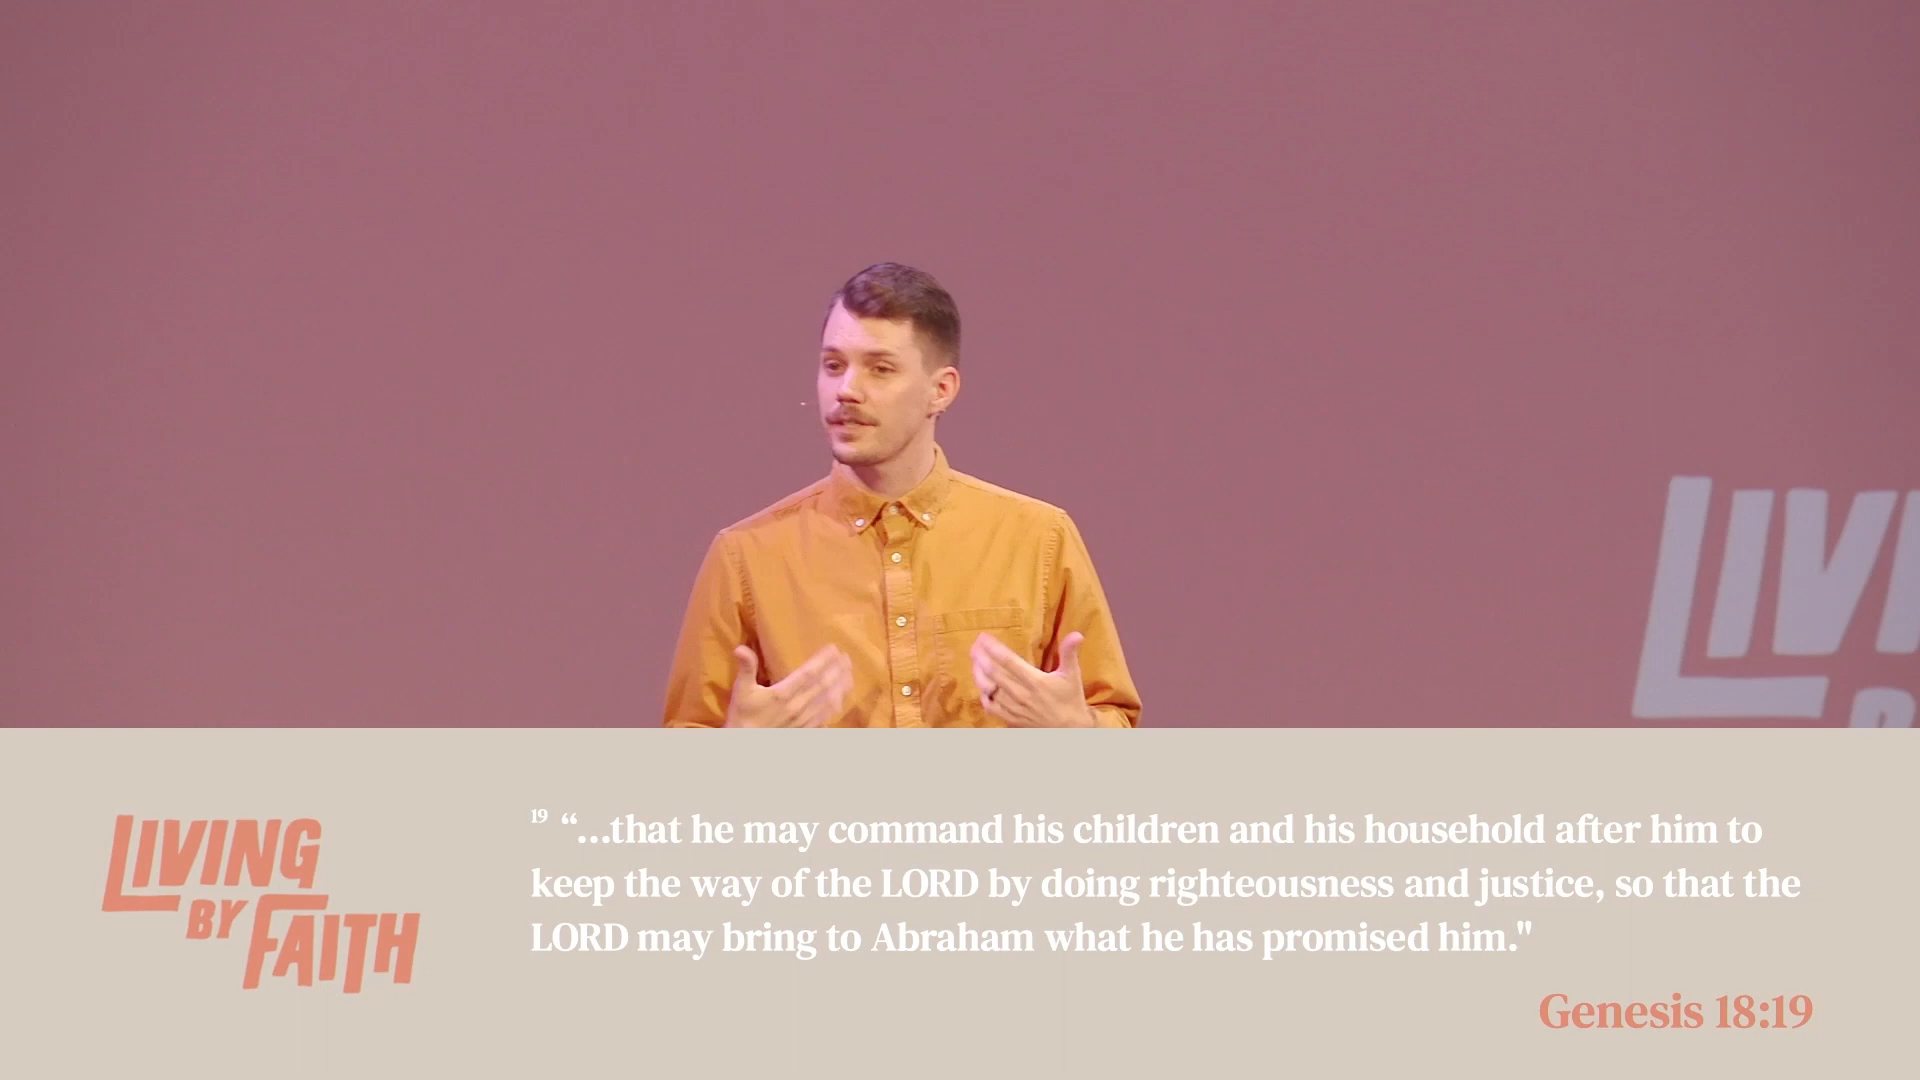 LIVI
B
LIVING
BY
FAITH
19 “...that he may command his children and his household after him to
keep the way of the LORD by doing righteousness and justice, so that the
LORD may bring to Abraham what he has promised him."
Genesis 18:19